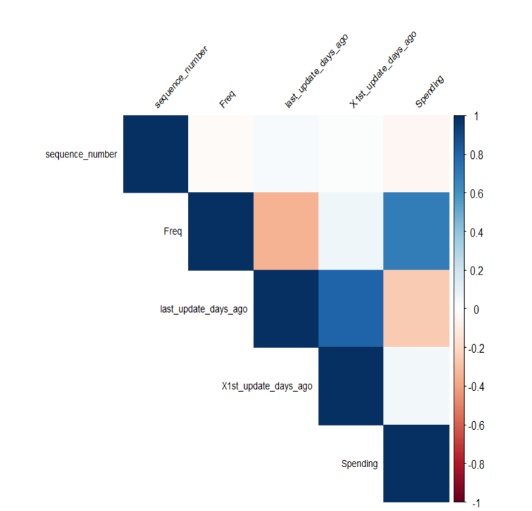 sequence_number
Freq
last_update_days_ago
X1st_update_days_ago
Spending
sequence_number
Freq
last_update_days_ago
X1st_update_days_ago
Spending
1
0.8
0.6
0.4
0.2
0
-0.2
-0.4
-0.6
-0.8
-1